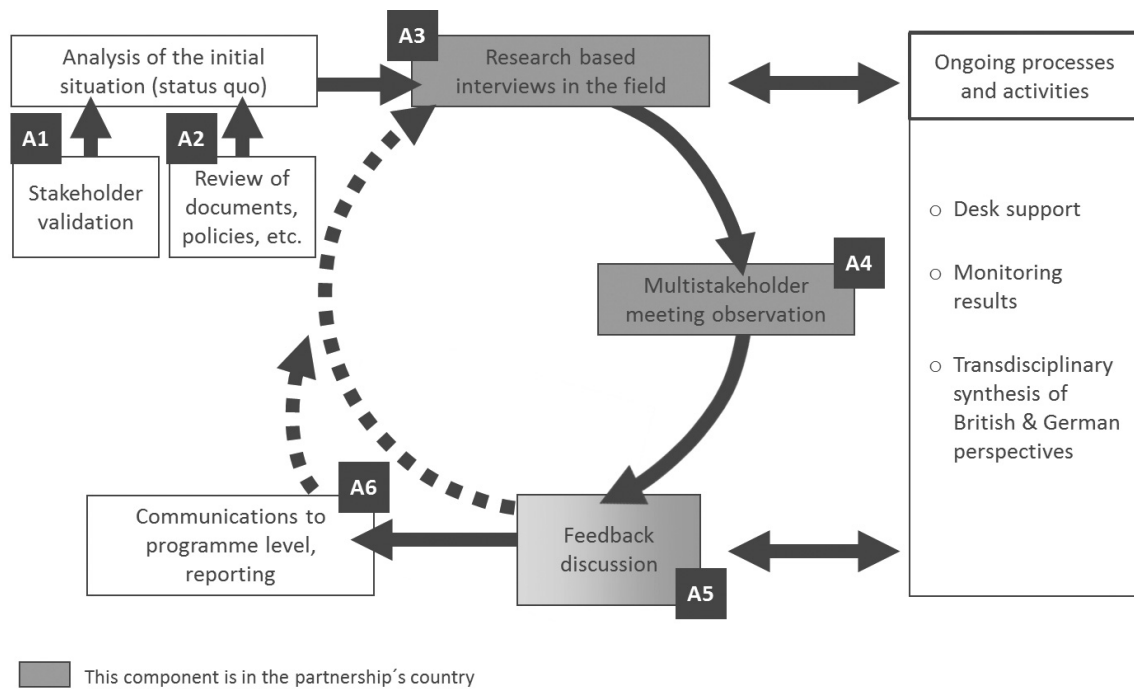 A1
A2
A3
A4
A5
A6
Analysis of the initial
situation (status quo)
Stakeholder
validation
Review of
documents,
policies, etc.
Research based
interviews in the field
Multistakeholder
meeting observation
Feedback
discussion
Communications to
programme level,
reporting
Ongoing processes
and activities
○ Desk support
○ Monitoring
results
○ Transdisciplinary
synthesis of
British & German
perspectives
This component is in the partnership´s country